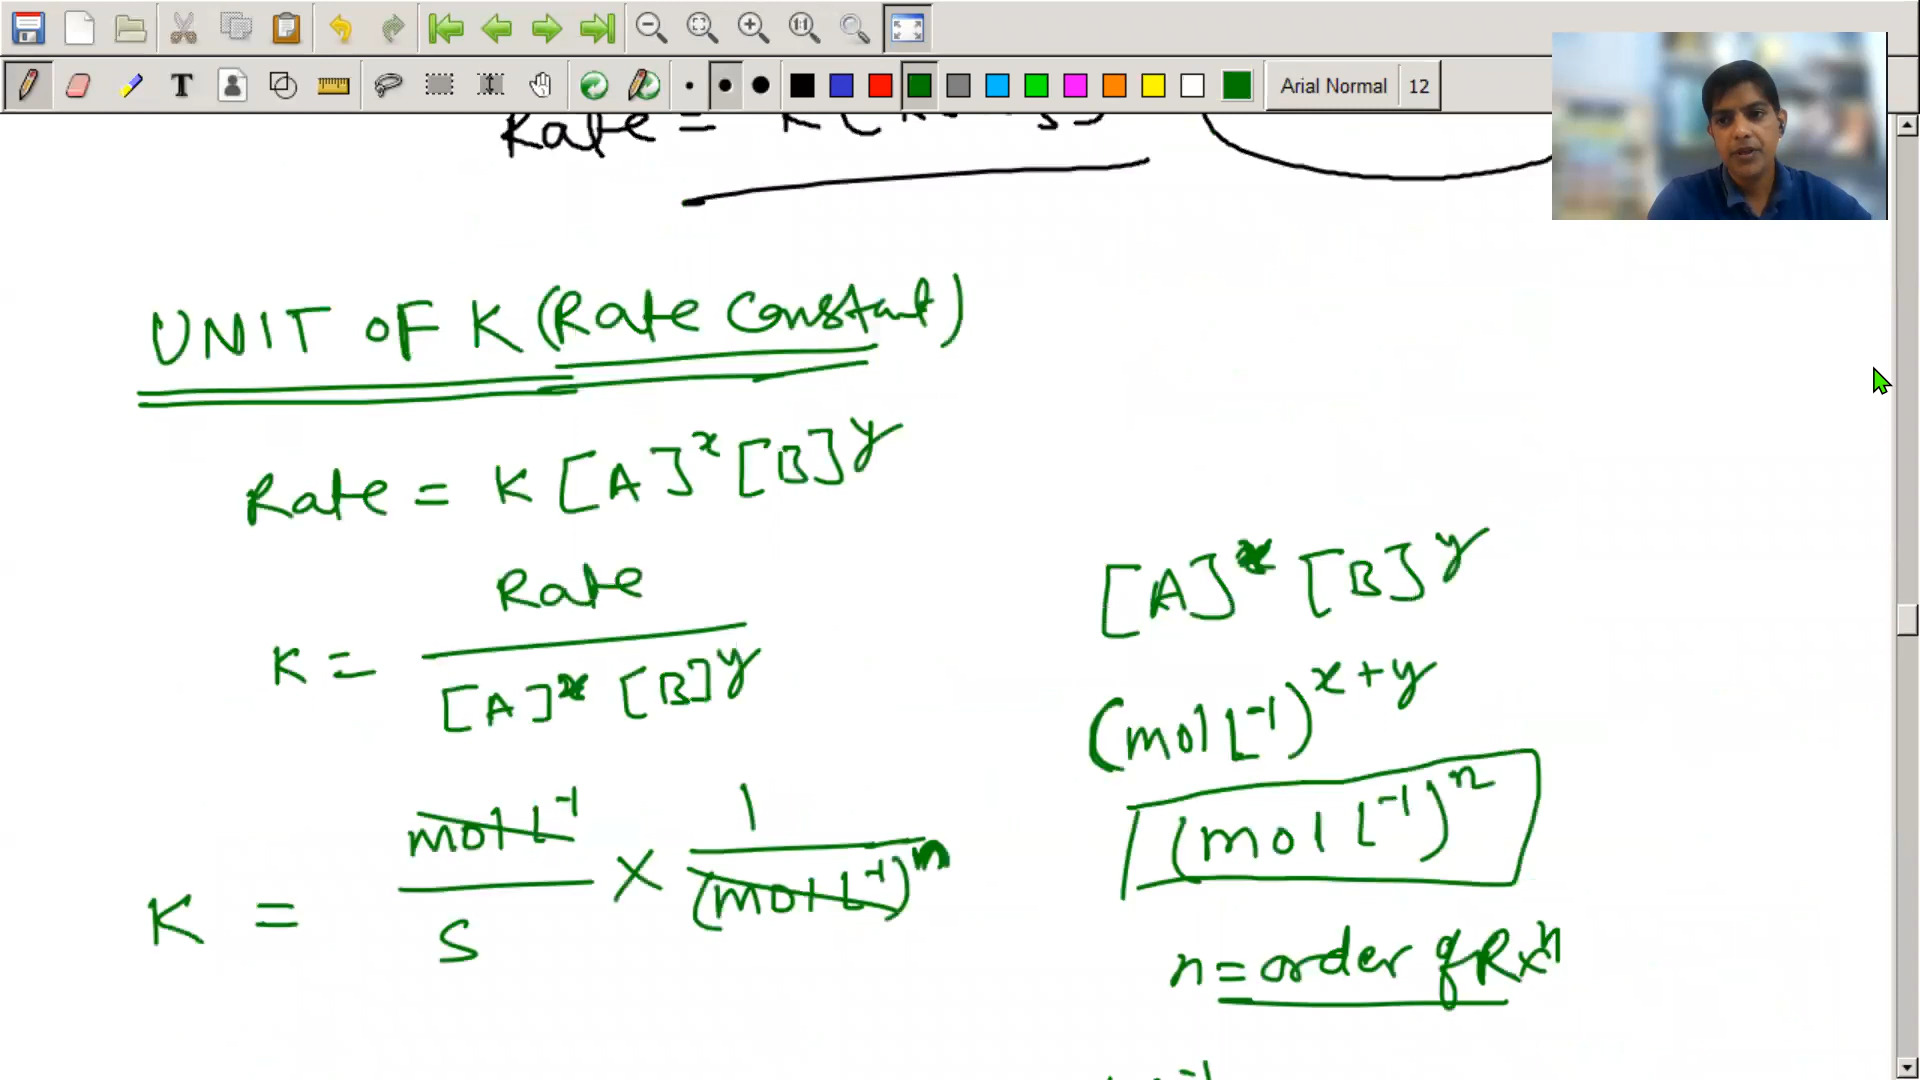 Arial Normal 12
Rate =
UNIT OF K (Rate Constant)
Rate = K [A]^x [B]^y
K = Rate / [A]^x [B]^y
[A]^x [B]^y
(mol L^-1)^x+y
(mol L^-1)^n
K = mol L^-1 / s × 1 / (mol L^-1)^n
n = order of Rx^n